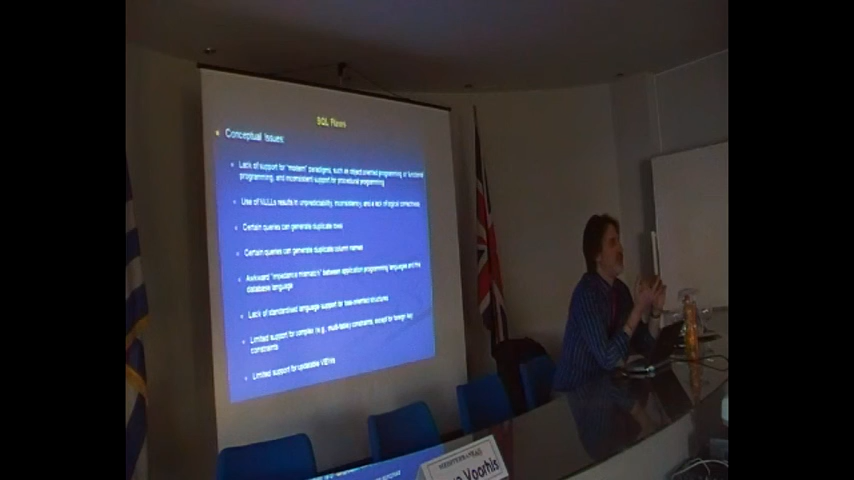 SQL Flaws
Conceptual Issues:
Lack of support for "modern" paradigms, such as object oriented programming or functional
programming, and inconsistent support for procedural programming
Use of NULLs results in unpredictability, inconsistency, and a lack of logical correctness
Certain queries can generate duplicate rows
Certain queries can generate duplicate column names
Awkward "impedance mismatch" between application programming languages and the
database language
Lack of standardised language support for tree-oriented structures
Limited support for complex (e.g., multi-table) constraints, except for foreign key
constraints
Limited support for updatable VIEWs
Voorhis